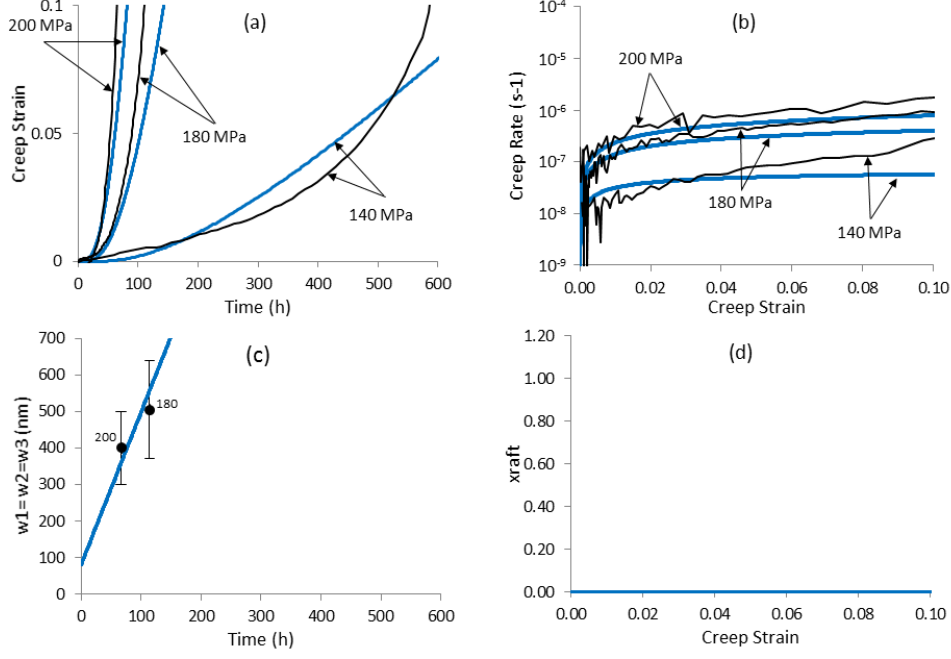 (a)
200 MPa
180 MPa
140 MPa
Creep Strain
0.1
0.05
0
0 100 200 300 400 500 600
Time (h)
(b)
200 MPa
180 MPa
140 MPa
Creep Rate (s-1)
10-4
10-5
10-6
10-7
10-8
10-9
0.00 0.02 0.04 0.06 0.08 0.10
Creep Strain
(c)
200
180
w1= w2=w3 (nm)
700
600
500
400
300
200
100
0
0 100 200 300 400 500 600
Time (h)
(d)
xraft
1.20
1.00
0.80
0.60
0.40
0.20
0.00
0.00 0.02 0.04 0.06 0.08 0.10
Creep Strain